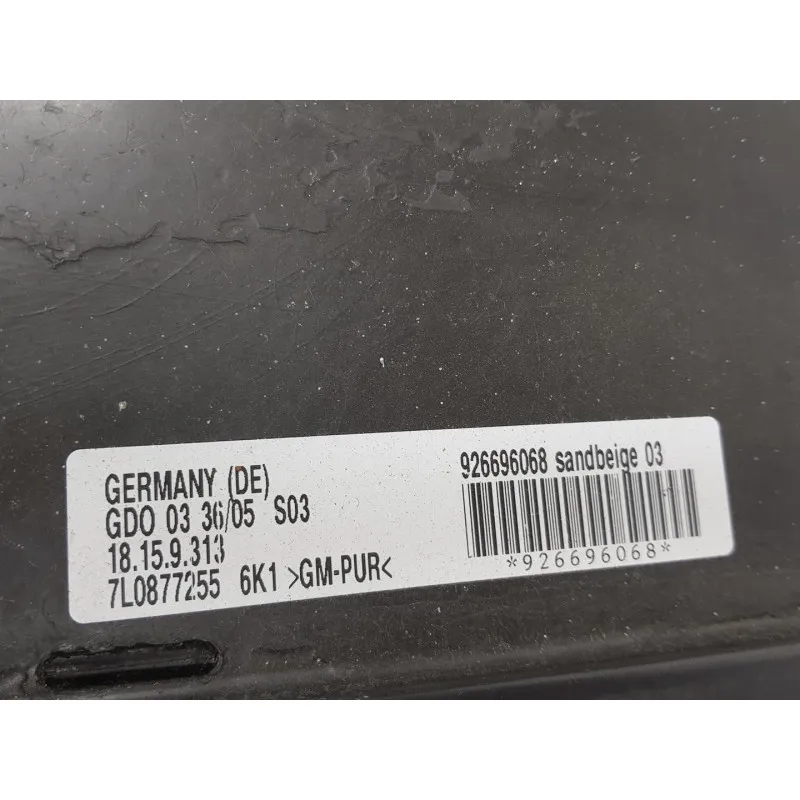 GERMANY (DE)
GDO 03 36/05 S03
18.15.9.313
7L0877255 6K1 >GM-PUR<
926696068 sandbeige 03
*926696068*